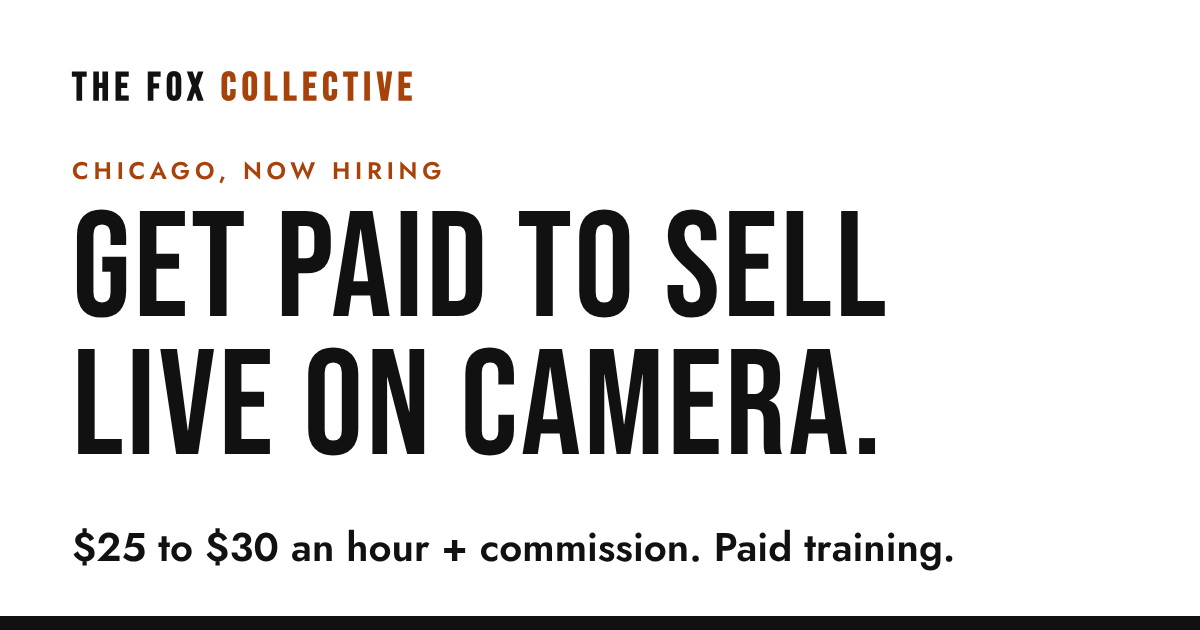 THE FOX COLLECTIVE
CHICAGO, NOW HIRING
GET PAID TO SELL
LIVE ON CAMERA.
$25 to $30 an hour + commission. Paid training.